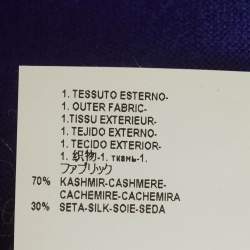 1. TESSUTO ESTERNO-
1. OUTER FABRIC-
1.TISSU EXTERIEUR-
1. TEJIDO EXTERNO-
1. TECIDO EXTERIOR-
1. 织物-1. ткань-1.
ファブリック
70% KASHMIR-CASHMERE-
CACHEMIRE-CACHEMIRA
30% SETA-SILK-SOIE-SEDA